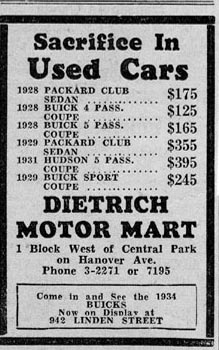 Sacrifice In
Used Cars
1928 PACKARD CLUB
SEDAN .............. $175
1928 BUICK 4 PASS.
COUPE .............. $125
1928 BUICK 5 PASS.
COUPE .............. $165
1929 PACKARD CLUB
SEDAN .............. $355
1931 HUDSON 5 PASS.
COUPE .............. $395
1929 BUICK SPORT
COUPE .............. $245
DIETRICH
MOTOR MART
1 Block West of Central Park
on Hanover Ave.
Phone 3-2271 or 7195
Come in and See the 1934
BUICKS
Now on Display at
942 LINDEN STREET